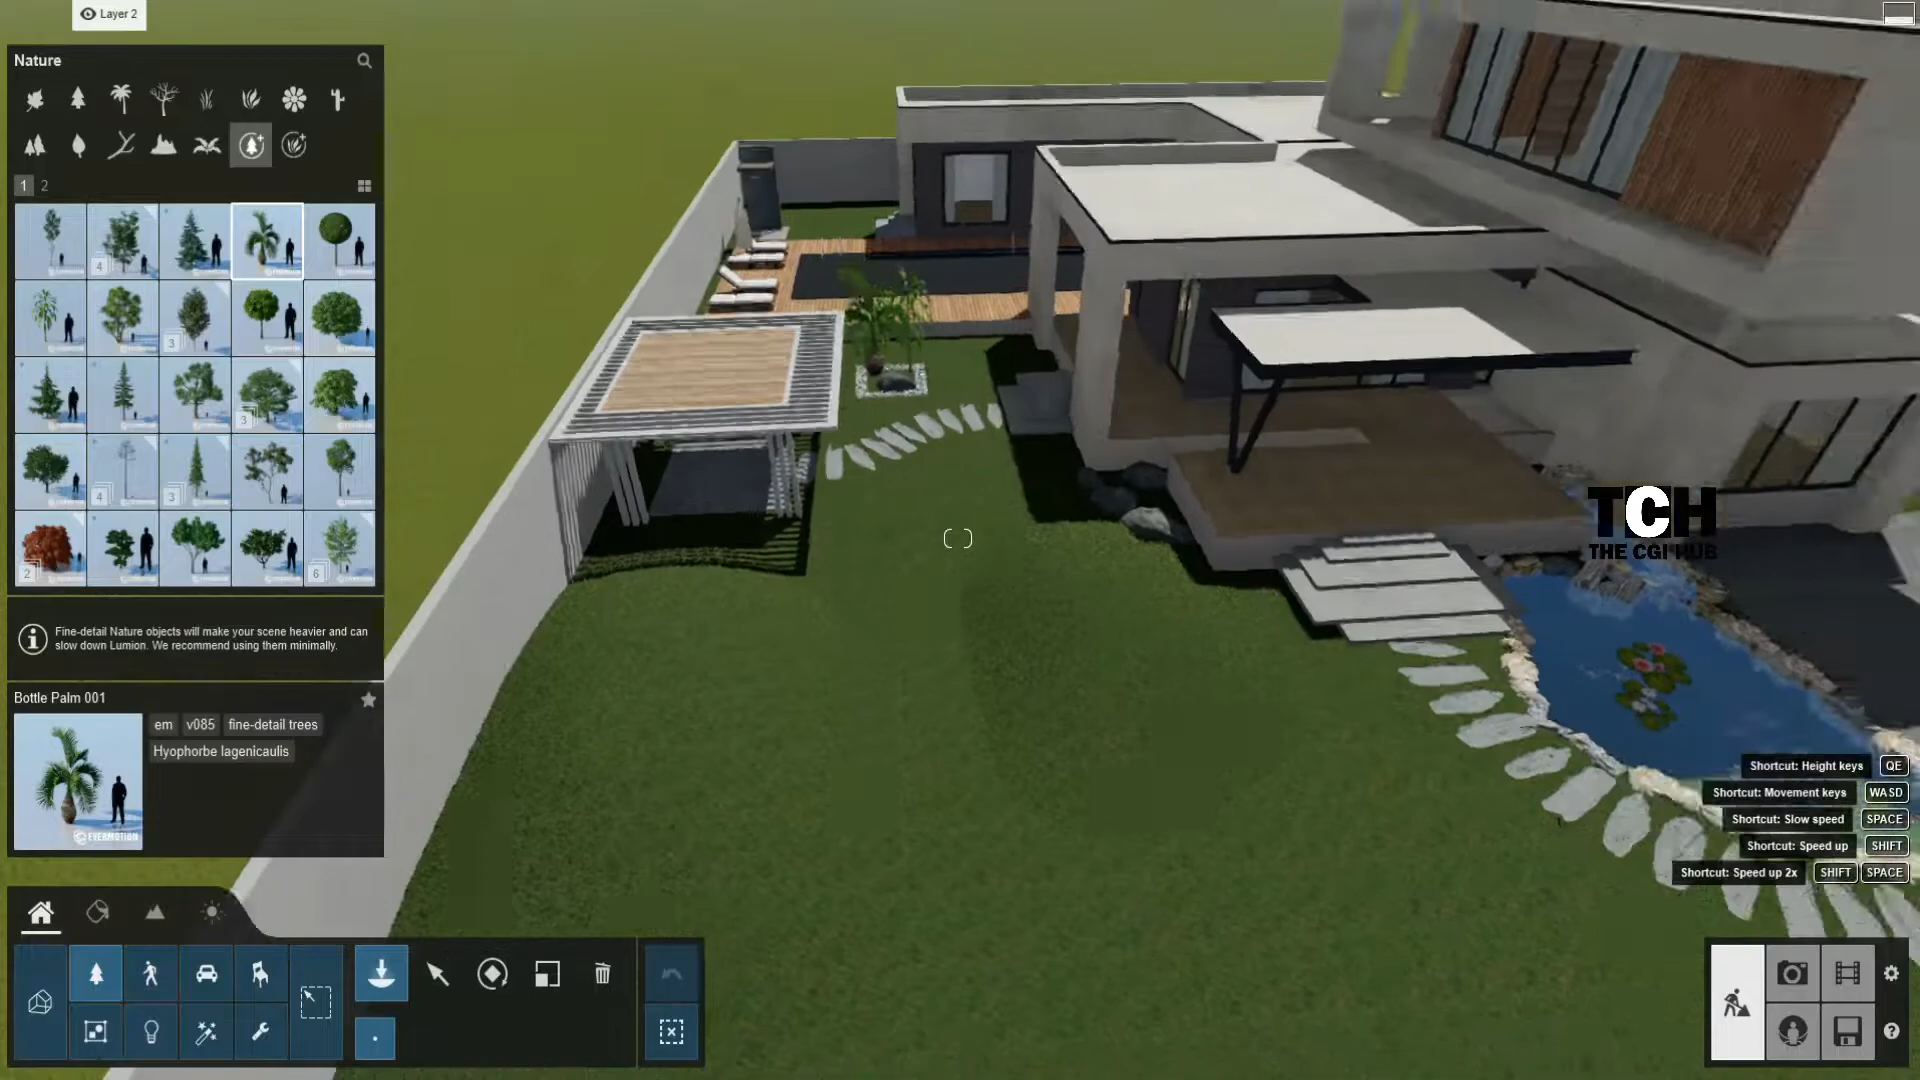 Layer 2
Nature
1 2
4
3
3
4
3
2
6
Fine-detail Nature objects will make your scene heavier and can
slow down Lumion. We recommend using them minimally.
Bottle Palm 001
em v085 fine-detail trees
Hyophorbe lagenicaulis
EVERMOTION
TCH
THE CGI HUB
Shortcut: Height keys QE
Shortcut: Movement keys WASD
Shortcut: Slow speed SPACE
Shortcut: Speed up SHIFT
Shortcut: Speed up 2x SHIFT SPACE